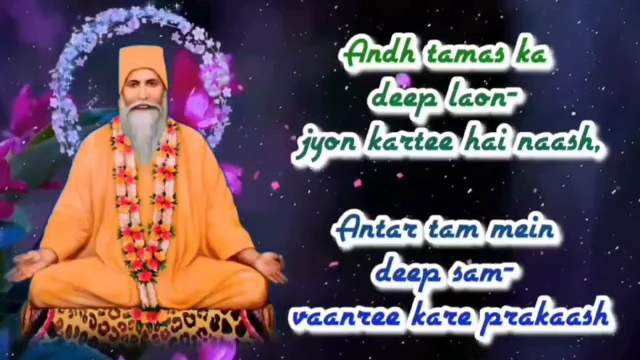 Andh tamas ka
deep laon-
jyon kartee hai naash,
Antar tam mein
deep sam-
vaanree kare prakaash